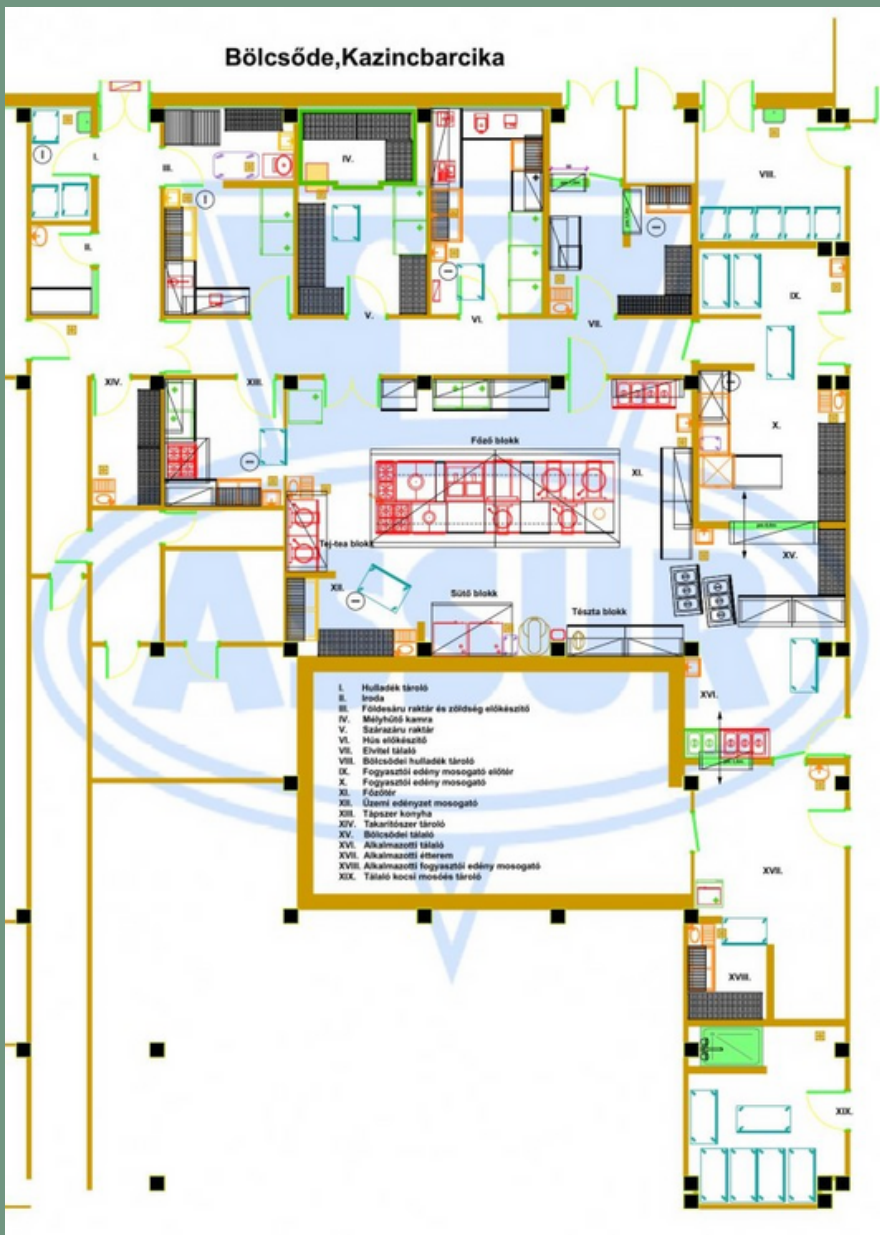 Bölcsőde,Kazincbarcika
I.
II.
III.
IV.
V.
VI.
VII.
VIII.
IX.
X.
XIV.
XIII.
Főző blokk
XI.
Tej-tea blokk
XII.
Sütő blokk
Tészta blokk
XV.
XVI.
ASSUR
I. Hulladék tároló
II. Iroda
III. Földesáru raktár és zöldség előkészítő
IV. Mélyhűtő kamra
V. Szárazáru raktár
VI. Hús előkészítő
VII. Elvitel tálaló
VIII. Bölcsödei hulladék tároló
IX. Fogyasztói edény mosogató előtér
X. Fogyasztói edény mosogató
XI. Főzőtér
XII. Üzemi edényzet mosogató
XIII. Tápszer konyha
XIV. Takarítószer tároló
XV. Bölcsödei tálaló
XVI. Alkalmazotti tálaló
XVII. Alkalmazotti étterem
XVIII. Alkalmazotti fogyasztói edény mosogató
XIX. Tálaló kocsi mosóés tároló
XVII.
XVIII.
XIX.